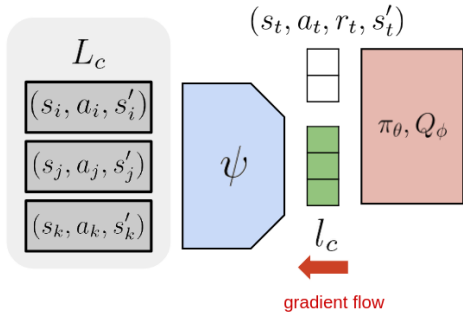 (s_t, a_t, r_t, s'_t)
L_c
(s_i, a_i, s'_i)
(s_j, a_j, s'_j)
(s_k, a_k, s'_k)
ψ
π_θ, Q_ϕ
l_c
gradient flow